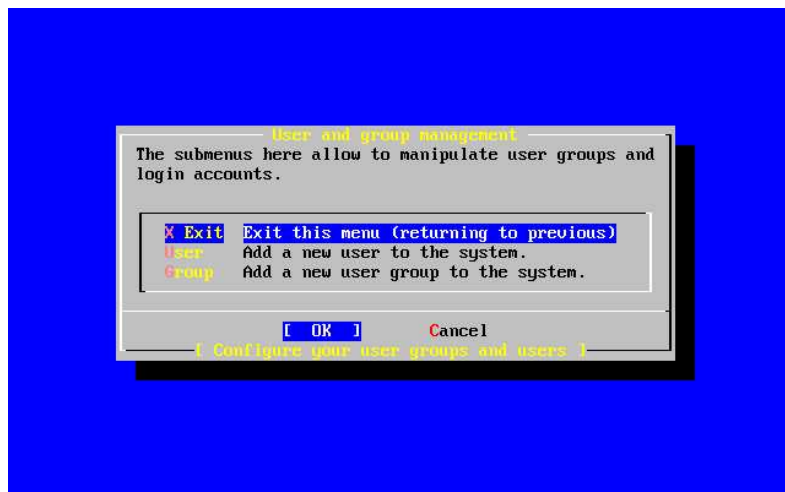 User and group management
The submenus here allow to manipulate user groups and
login accounts.
X Exit Exit this menu (returning to previous)
User Add a new user to the system.
Group Add a new user group to the system.
[ OK ] Cancel
[ Configure your user groups and users ]